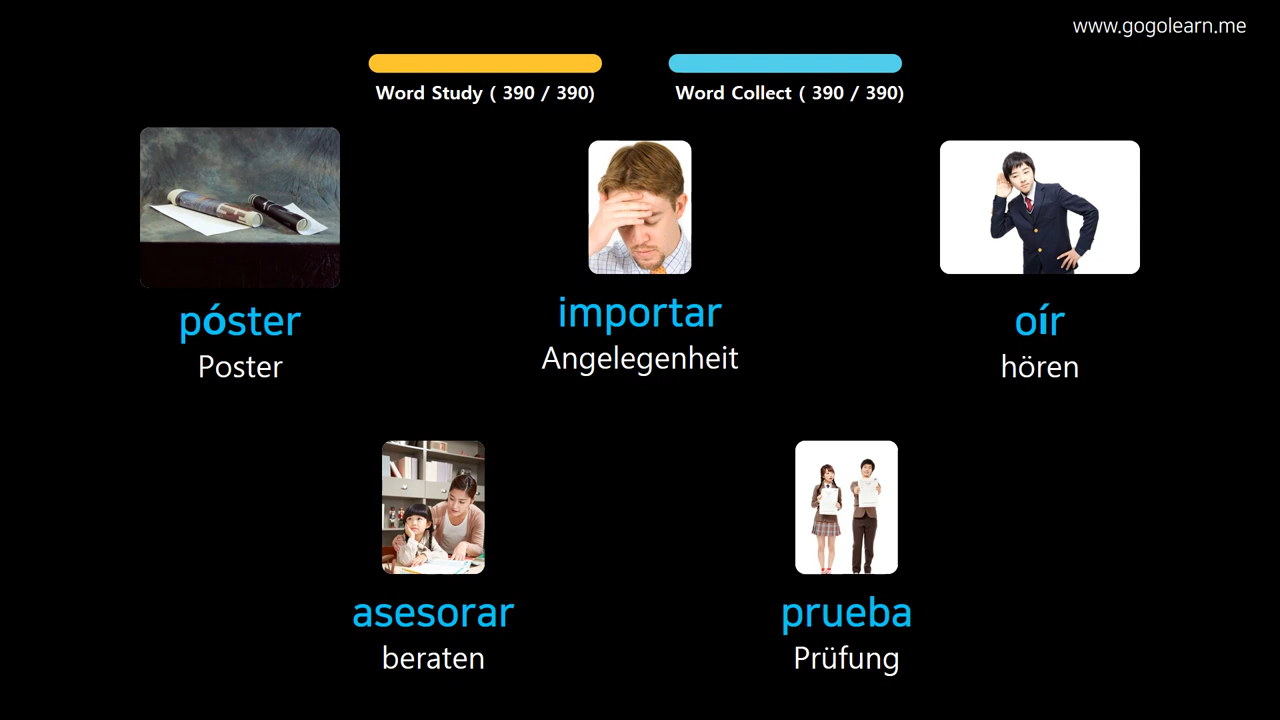 www.gogolearn.me
Word Study ( 390 / 390)
Word Collect ( 390 / 390)
póster
Poster
importar
Angelegenheit
oír
hören
asesorar
beraten
prueba
Prüfung